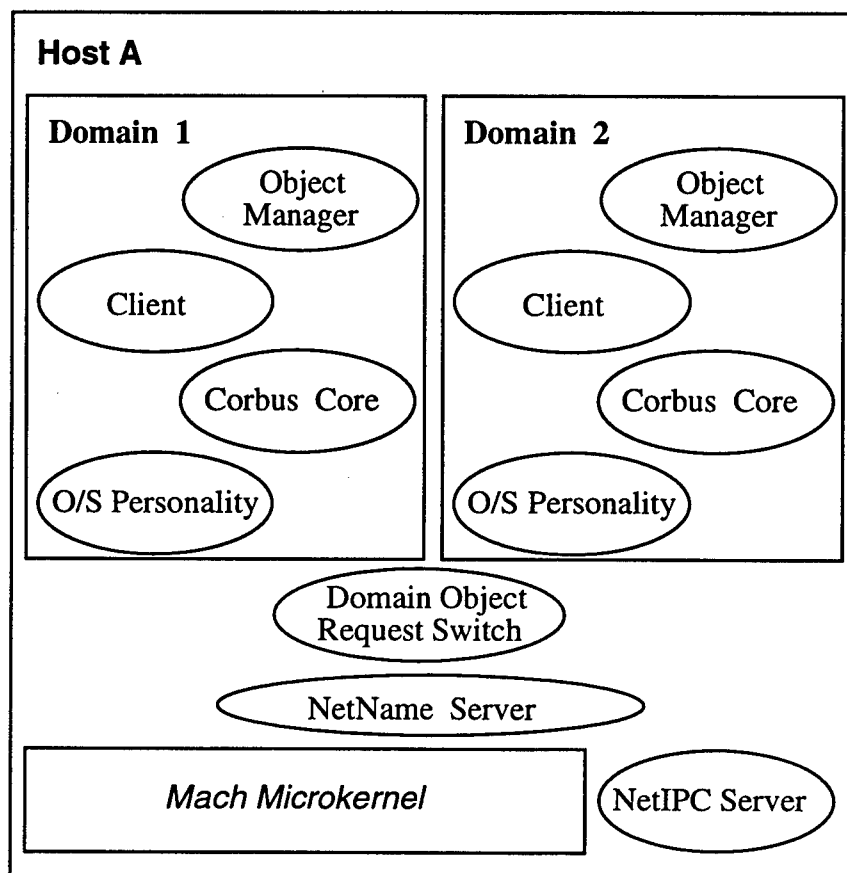 Host A
Domain 1
Object
Manager
Client
Corbus Core
O/S Personality
Domain 2
Object
Manager
Client
Corbus Core
O/S Personality
Domain Object
Request Switch
NetName Server
Mach Microkernel
NetIPC Server